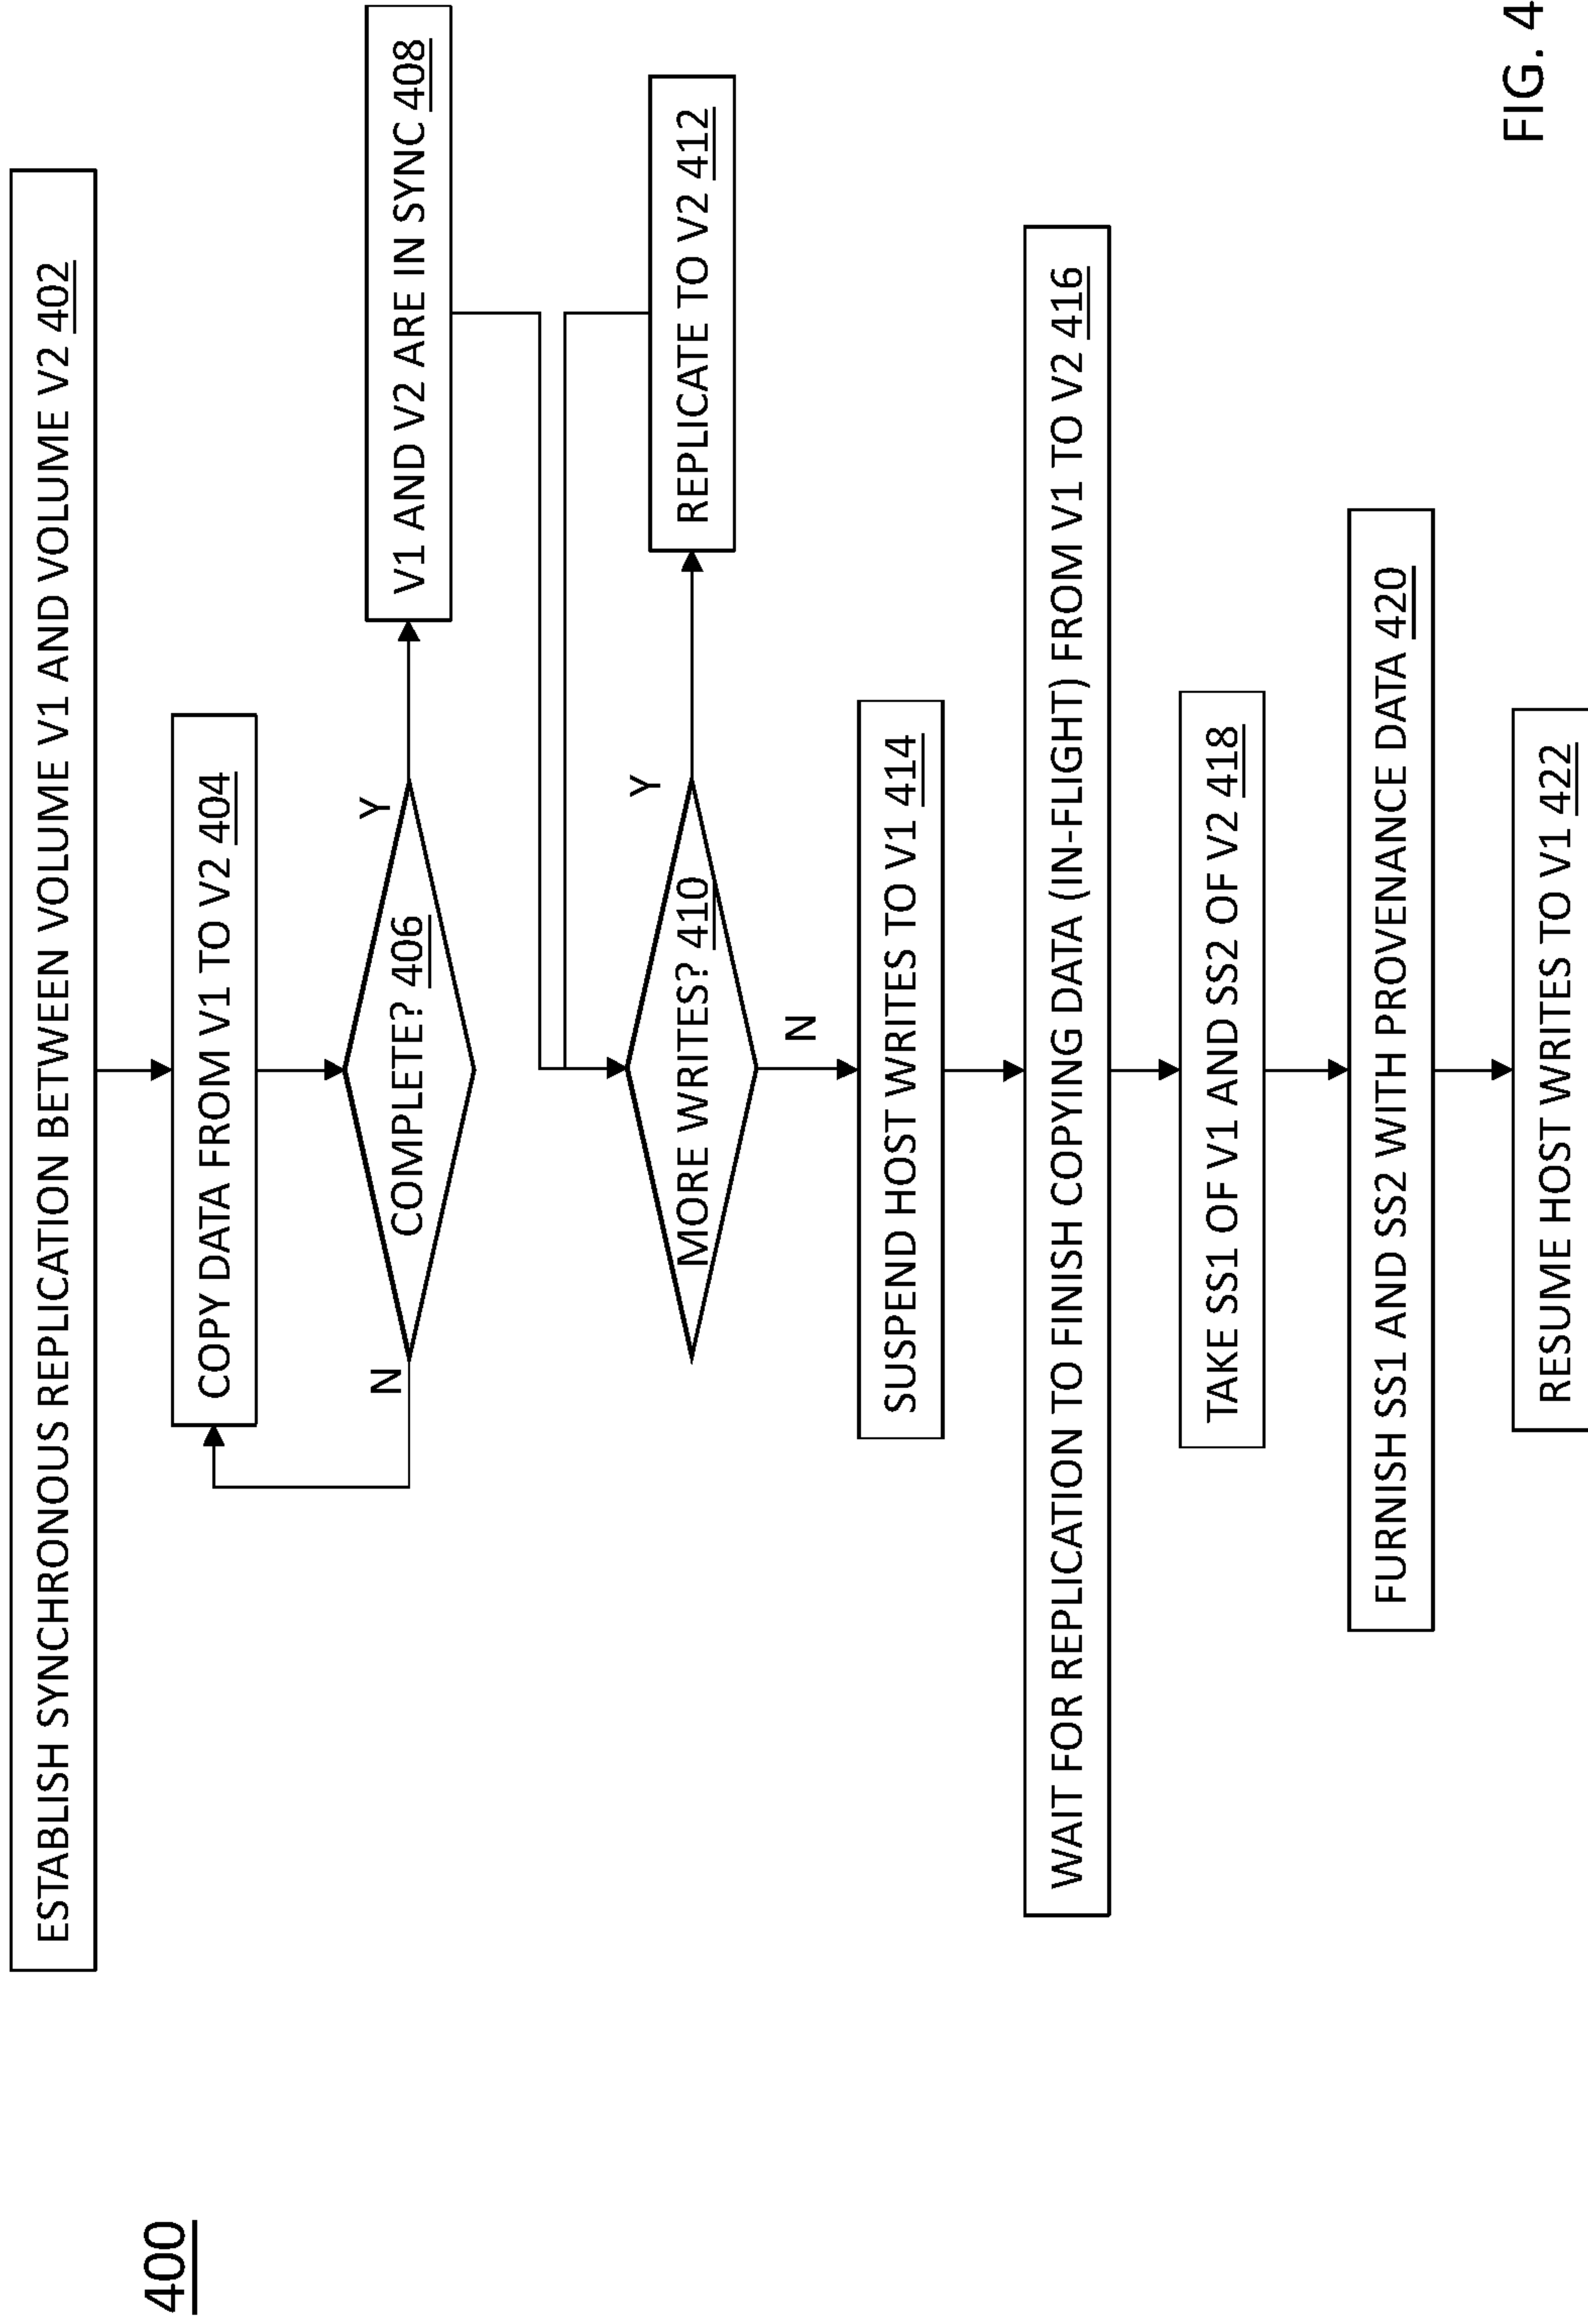 400
ESTABLISH SYNCHRONOUS REPLICATION BETWEEN VOLUME V1 AND VOLUME V2 402
COPY DATA FROM V1 TO V2 404
COMPLETE? 406
N
Y
V1 AND V2 ARE IN SYNC 408
MORE WRITES? 410
Y
N
REPLICATE TO V2 412
SUSPEND HOST WRITES TO V1 414
WAIT FOR REPLICATION TO FINISH COPYING DATA (IN-FLIGHT) FROM V1 TO V2 416
TAKE SS1 OF V1 AND SS2 OF V2 418
FURNISH SS1 AND SS2 WITH PROVENANCE DATA 420
RESUME HOST WRITES TO V1 422
FIG. 4